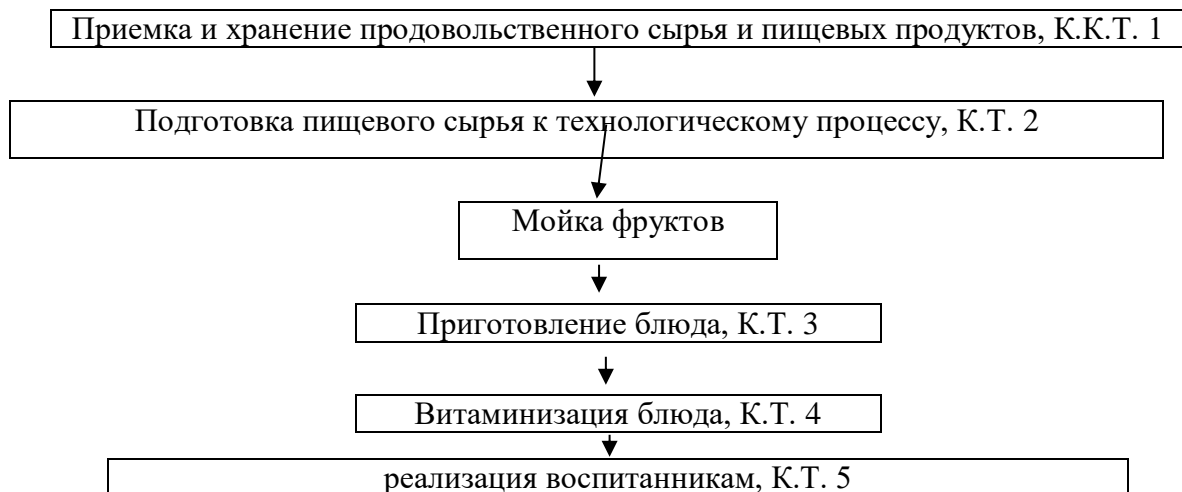 Приемка и хранение продовольственного сырья и пищевых продуктов, К.К.Т. 1
Подготовка пищевого сырья к технологическому процессу, К.Т. 2
Мойка фруктов
Приготовление блюда, К.Т. 3
Витаминизация блюда, К.Т. 4
реализация воспитанникам, К.Т. 5